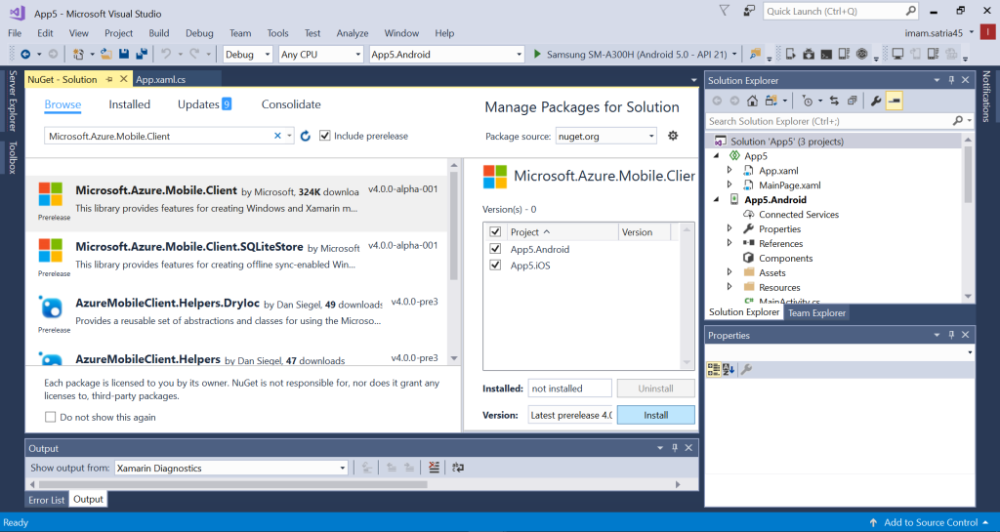 App5 - Microsoft Visual Studio
Quick Launch (Ctrl+Q)
File Edit View Project Build Debug Team Tools Test Analyze Window Help
imam.satria45
I
Debug Any CPU App5.Android Samsung SM-A300H (Android 5.0 - API 21)
Server Explorer
Toolbox
NuGet - Solution
App.xaml.cs
Browse Installed Updates 9 Consolidate
Manage Packages for Solution
Microsoft.Azure.Mobile.Client
Include prerelease
Package source: nuget.org
Microsoft.Azure.Mobile.Client by Microsoft, 324K downloa v4.0.0-alpha-001
This library provides features for creating Windows and Xamarin m...
Prerelease
Microsoft.Azure.Mobile.Client.SQLiteStore by Microsoft v4.0.0-alpha-001
This library provides features for creating offline sync-enabled Win...
Prerelease
AzureMobileClient.Helpers.DryIoc by Dan Siegel, 49 downloads v4.0.0-pre3
Provides a reusable set of abstractions and classes for using the Microso...
Prerelease
AzureMobileClient.Helpers by Dan Siegel, 47 downloads v4.0.0-pre3
Each package is licensed to you by its owner. NuGet is not responsible for, nor does it grant any
licenses to, third-party packages.
Do not show this again
Microsoft.Azure.Mobile.Clier
Version(s) - 0
Project Version
App5.Android
App5.iOS
Installed: not installed Uninstall
Version: Latest prerelease 4.0 Install
Output
Show output from: Xamarin Diagnostics
Error List Output
Solution Explorer
Search Solution Explorer (Ctrl+;)
Solution 'App5' (3 projects)
App5
App.xaml
MainPage.xaml
App5.Android
Connected Services
Properties
References
Components
Assets
Resources
MainActivity.cs
Solution Explorer Team Explorer
Properties
Notifications
Ready
Add to Source Control